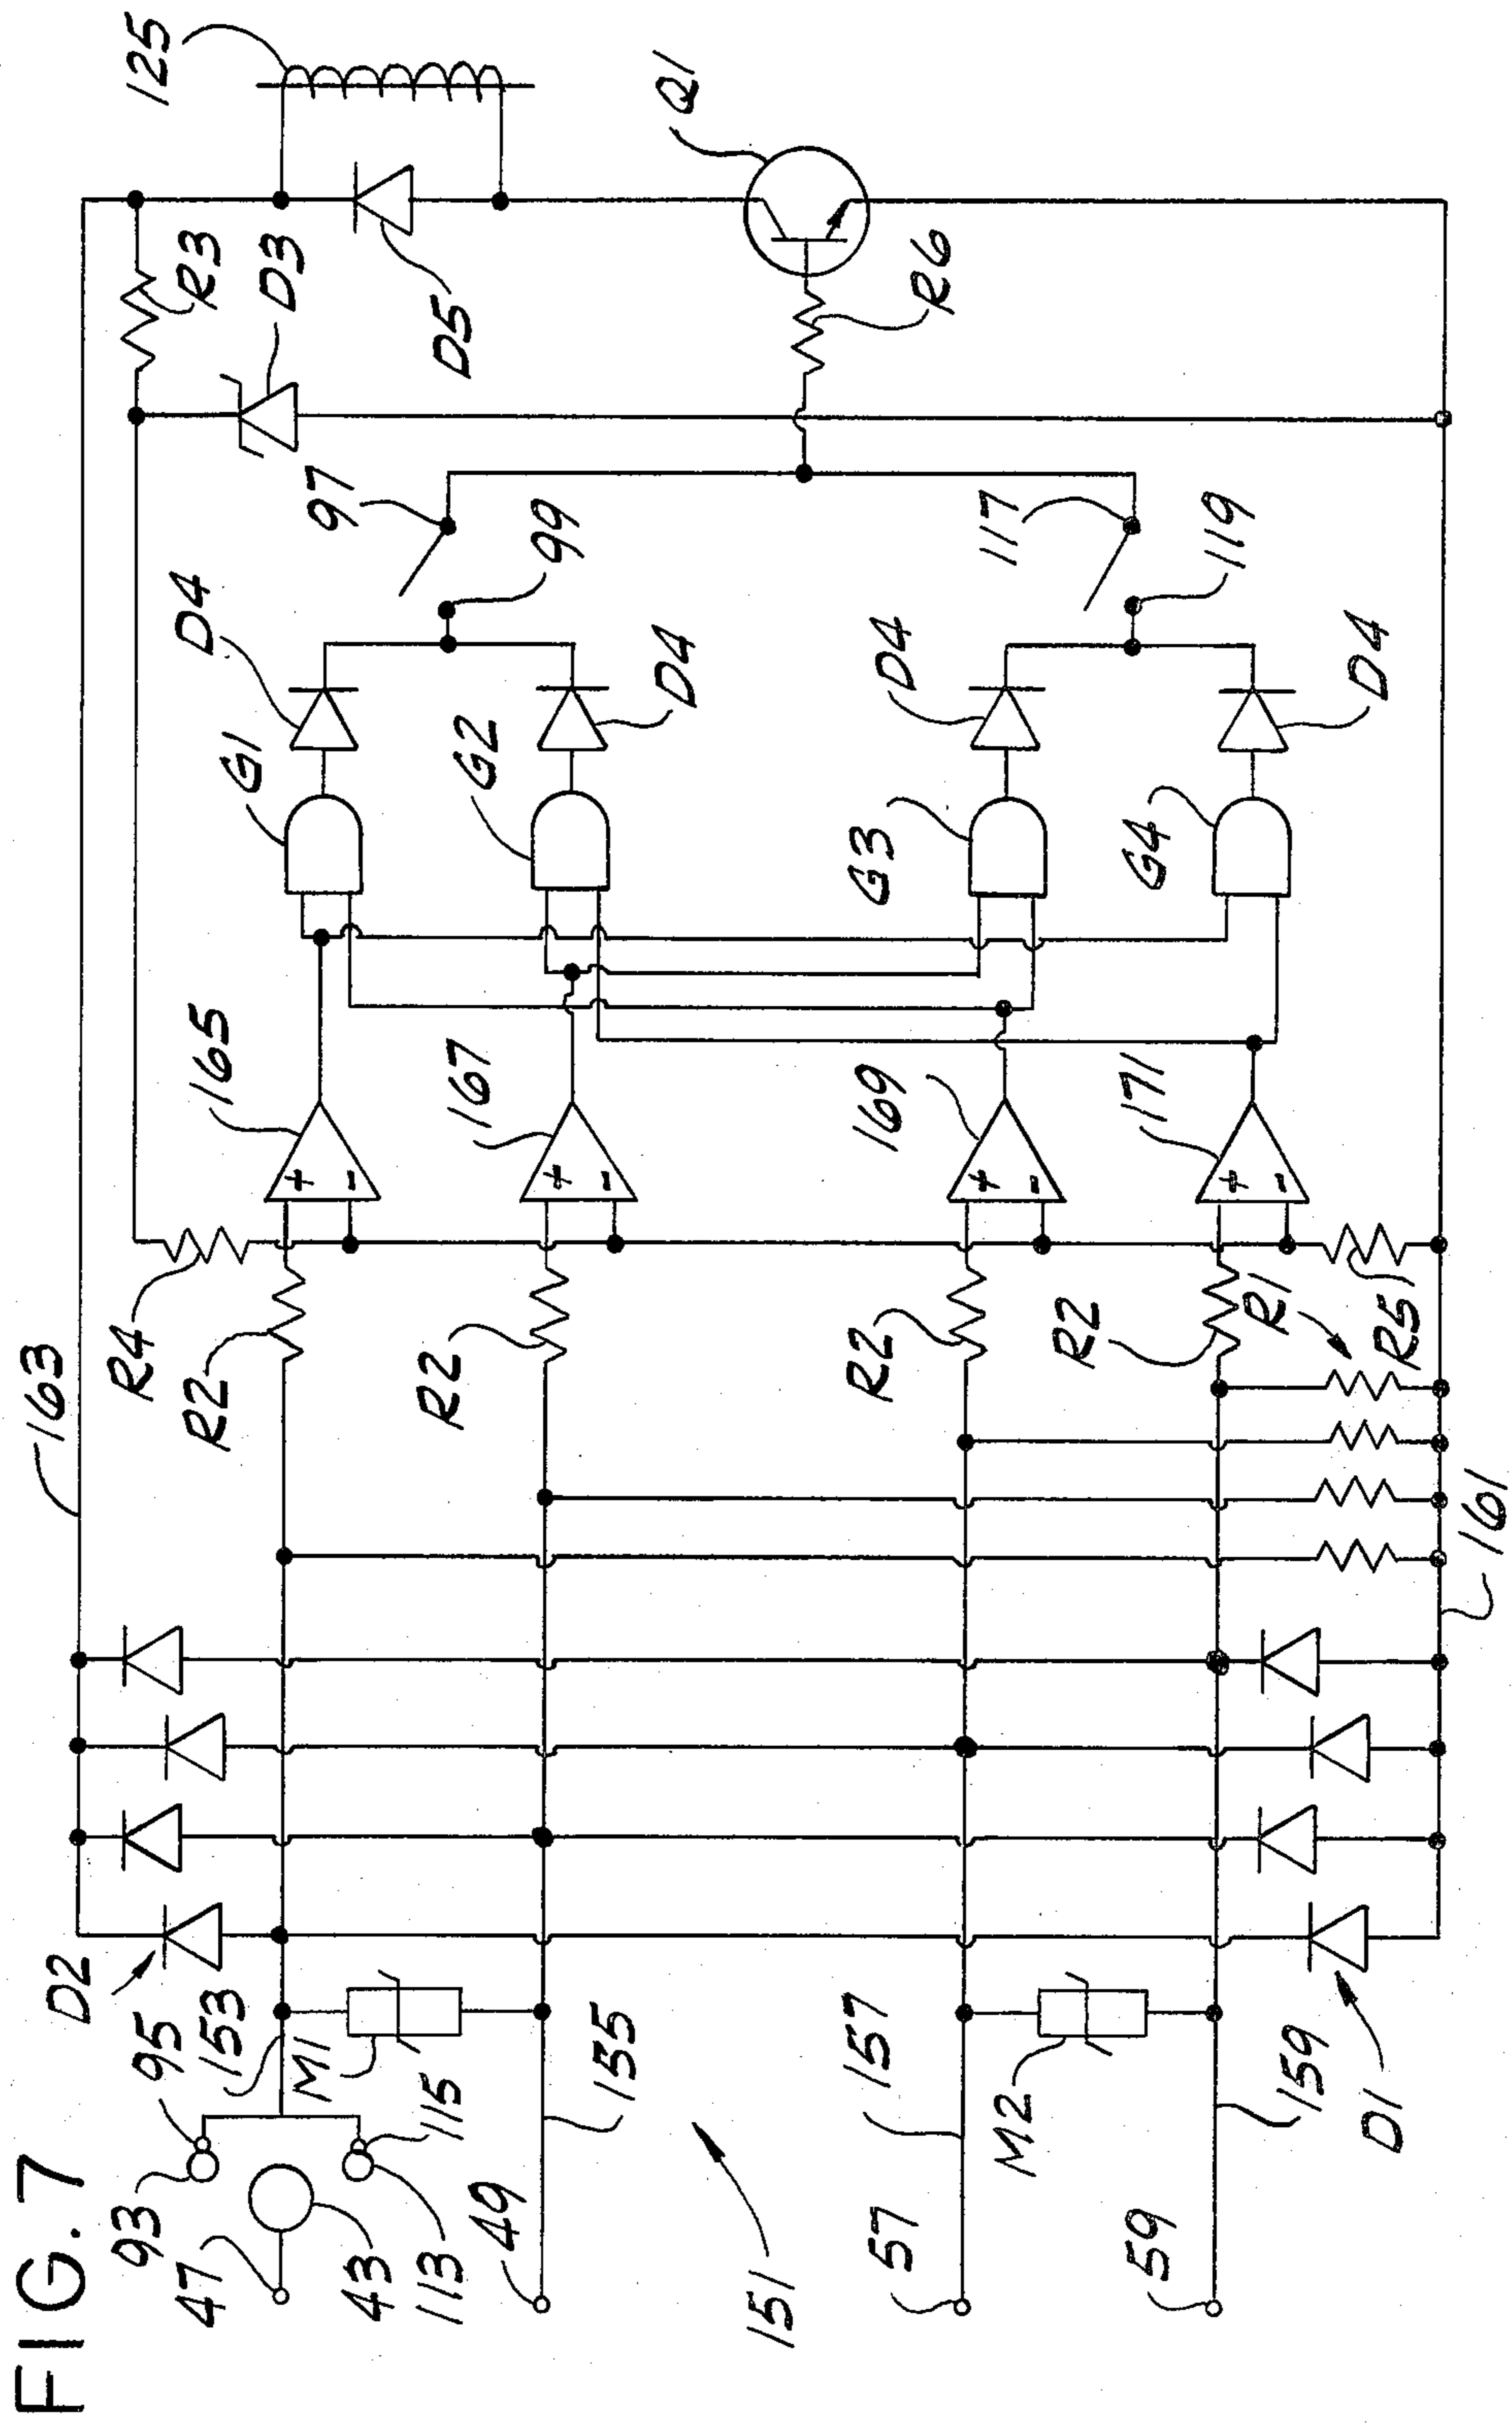 FIG. 7
47
93
95
D2
153
43
113
115
M1
49
155
151
57
157
M2
59
159
D1
163
161
R4
R2
R2
R2
R2
R1
R5
165
167
169
171
G1
G2
G3
G4
D4
D4
D4
D4
97
99
117
119
R3
D3
D5
R6
Q1
125
+
-
+
-
+
-
+
-